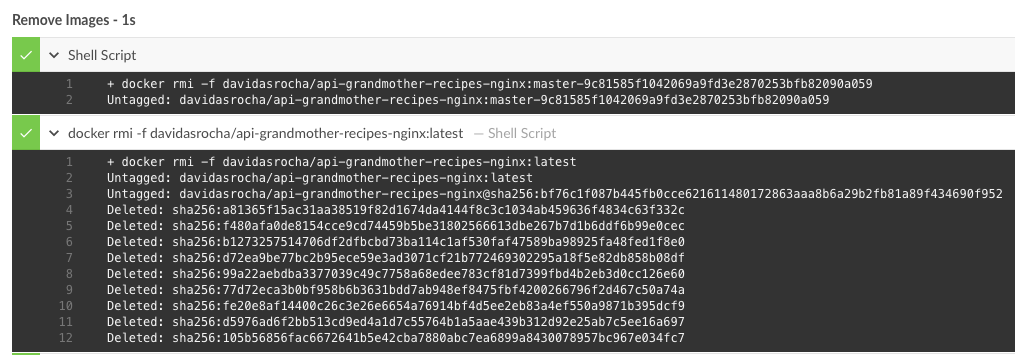 Remove Images - 1s
Shell Script
1 + docker rmi -f davidasrocha/api-grandmother-recipes-nginx:master-9c81585f1042069a9fd3e2870253bfb82090a059
2 Untagged: davidasrocha/api-grandmother-recipes-nginx:master-9c81585f1042069a9fd3e2870253bfb82090a059
docker rmi -f davidasrocha/api-grandmother-recipes-nginx:latest — Shell Script
1 + docker rmi -f davidasrocha/api-grandmother-recipes-nginx:latest
2 Untagged: davidasrocha/api-grandmother-recipes-nginx:latest
3 Untagged: davidasrocha/api-grandmother-recipes-nginx@sha256:bf76c1f087b445fb0cce621611480172863aaa8b6a29b2fb81a89f434690f952
4 Deleted: sha256:a81365f15ac31aa38519f82d1674da4144f8c3c1034ab459636f4834c63f332c
5 Deleted: sha256:f480afa0de8154cce9cd74459b5be31802566613dbe267b7d1b6ddf6b99e0cec
6 Deleted: sha256:b1273257514706df2dfbcbd73ba114c1af530faf47589ba98925fa48fed1f8e0
7 Deleted: sha256:d72ea9be77bc2b95ece59e3ad3071cf21b772469302295a18f5e82db858b08df
8 Deleted: sha256:99a22aebdba3377039c49c7758a68edee783cf81d7399fbd4b2eb3d0cc126e60
9 Deleted: sha256:77d72eca3b0bf958b6b3631bdd7ab948ef8475fbf4200266796f2d467c50a74a
10 Deleted: sha256:fe20e8af14400c26c3e26e6654a76914bf4d5ee2eb83a4ef550a9871b395dcf9
11 Deleted: sha256:d5976ad6f2bb513cd9ed4a1d7c55764b1a5aae439b312d92e25ab7c5ee16a697
12 Deleted: sha256:105b56856fac6672641b5e42cba7880abc7ea6899a8430078957bc967e034fc7